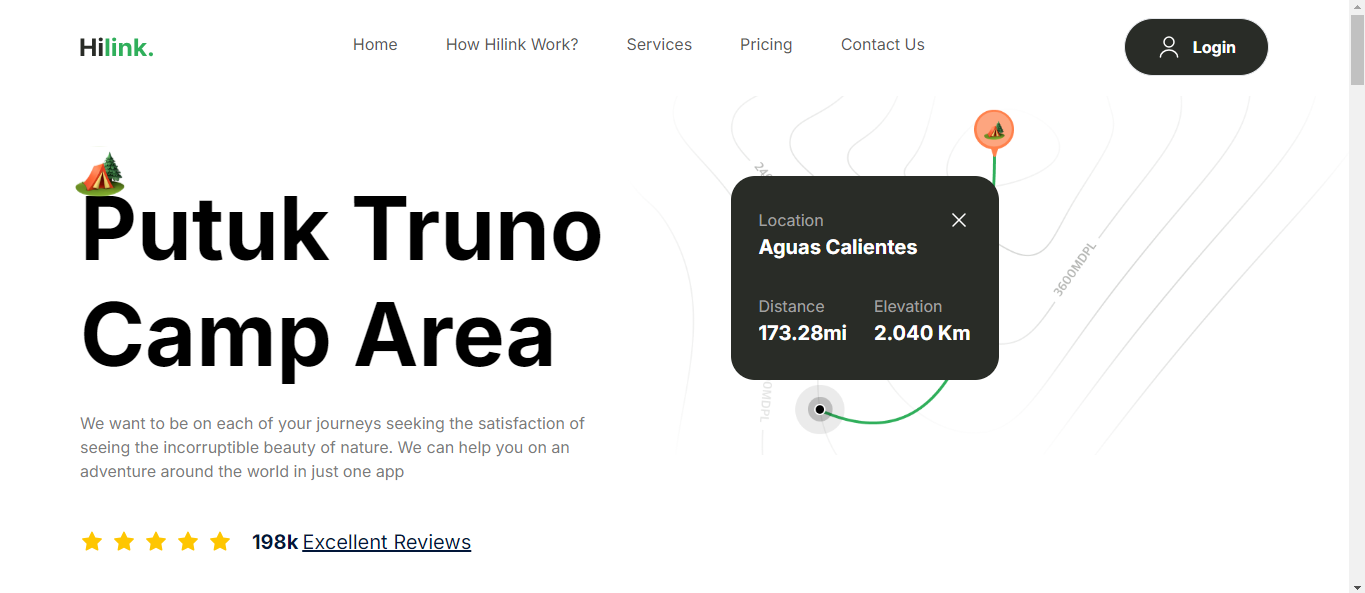 Hilink.
Home
How Hilink Work?
Services
Pricing
Contact Us
Login
Putuk Truno
Camp Area
We want to be on each of your journeys seeking the satisfaction of
seeing the incorruptible beauty of nature. We can help you on an
adventure around the world in just one app
198k Excellent Reviews
Location
Aguas Calientes
Distance
Elevation
173.28mi
2.040 Km
3600MDPL